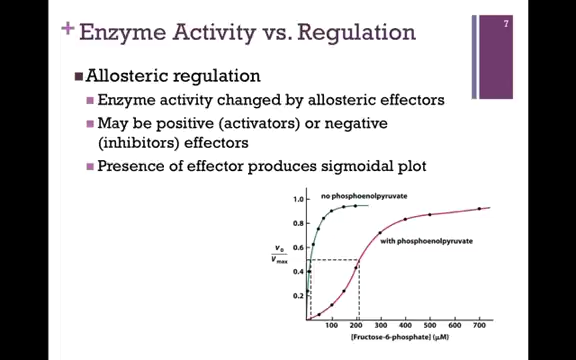 7
+ Enzyme Activity vs. Regulation
■ Allosteric regulation
■ Enzyme activity changed by allosteric effectors
■ May be positive (activators) or negative
(inhibitors) effectors
■ Presence of effector produces sigmoidal plot
no phosphoenolpyruvate
with phosphoenolpyruvate
v0
Vmax
1.0
0.8
0.6
0.4
0.2
100 200 300 400 500 600 700
[Fructose-6-phosphate] (μM)